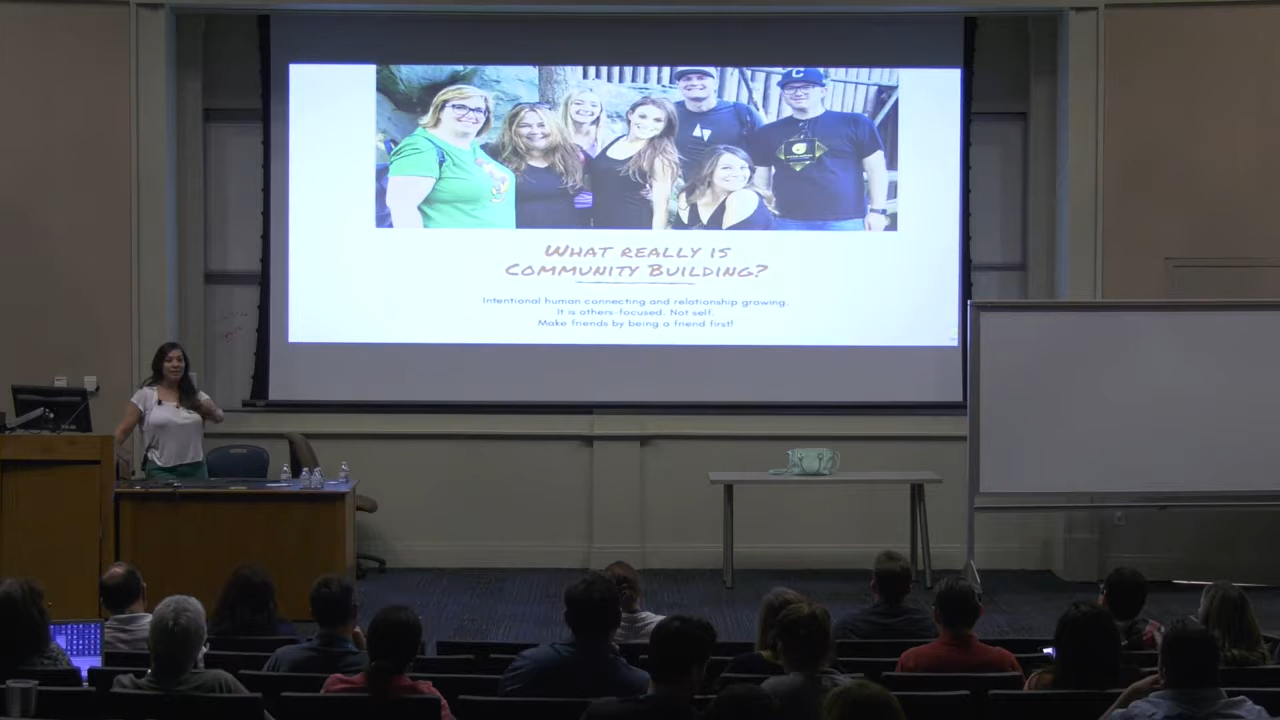 C
What really is
Community Building?
Intentional human connecting and relationship growing.
It is others-focused. Not self.
Make friends by being a friend first!